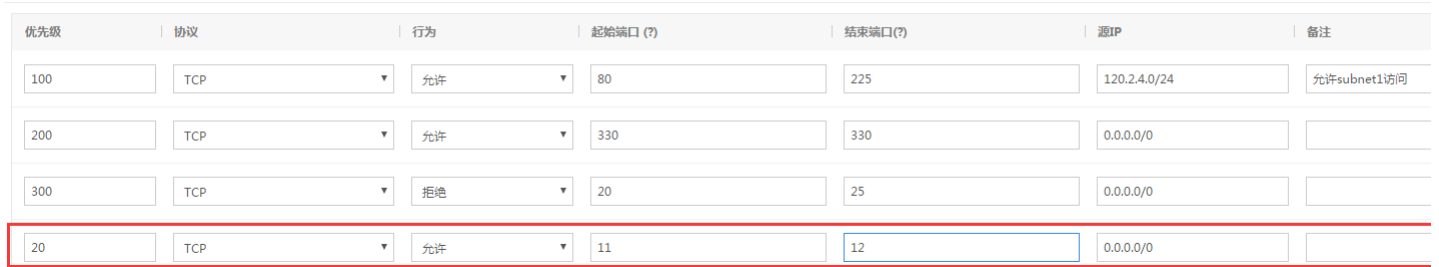 优先级 协议 行为 起始端口 (?) 结束端口(?) 源IP 备注
100 TCP 允许 80 225 120.2.4.0/24 允许subnet1访问
200 TCP 允许 330 330 0.0.0.0/0
300 TCP 拒绝 20 25 0.0.0.0/0
20 TCP 允许 11 12 0.0.0.0/0